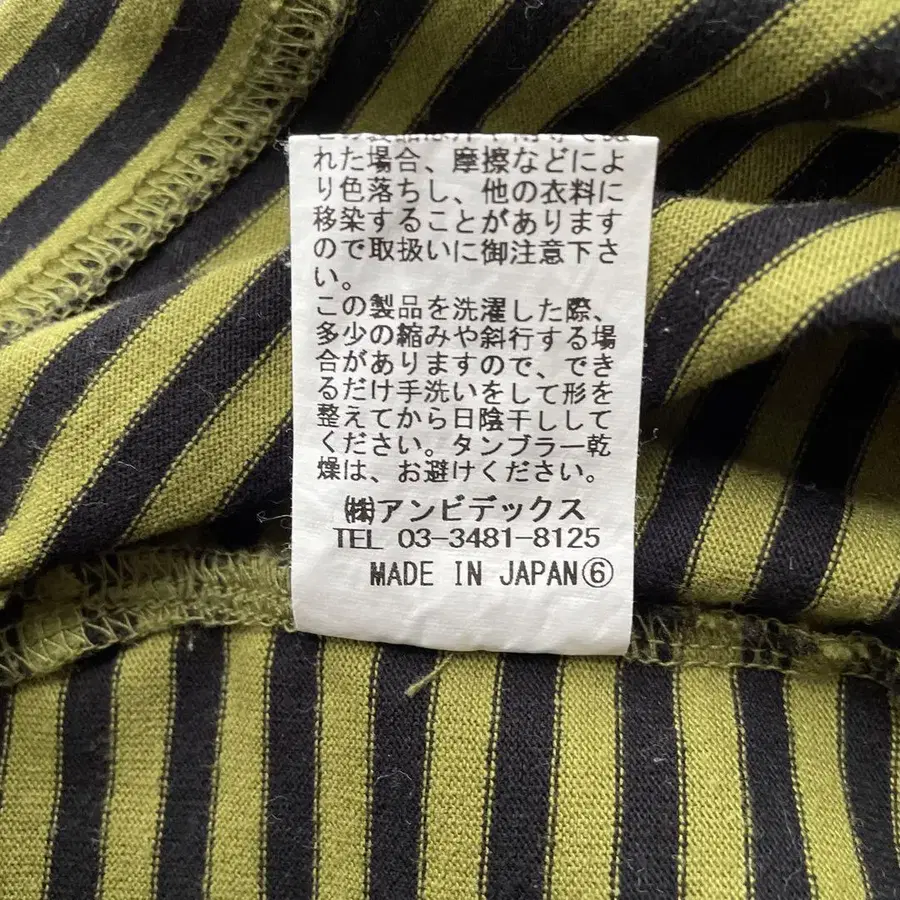 れた場合、摩擦などによ
り色落ちし、他の衣料に
移染することがあります
ので取扱いに御注意下さ
い。
この製品を洗濯した際、
多少の縮みや斜行する場
合がありますので、でき
るだけ手洗いをして形を
整えてから日陰干しして
ください。タンブラー乾
燥は、お避けください。
㈱アンビデックス
TEL 03-3481-8125
MADE IN JAPAN⑥